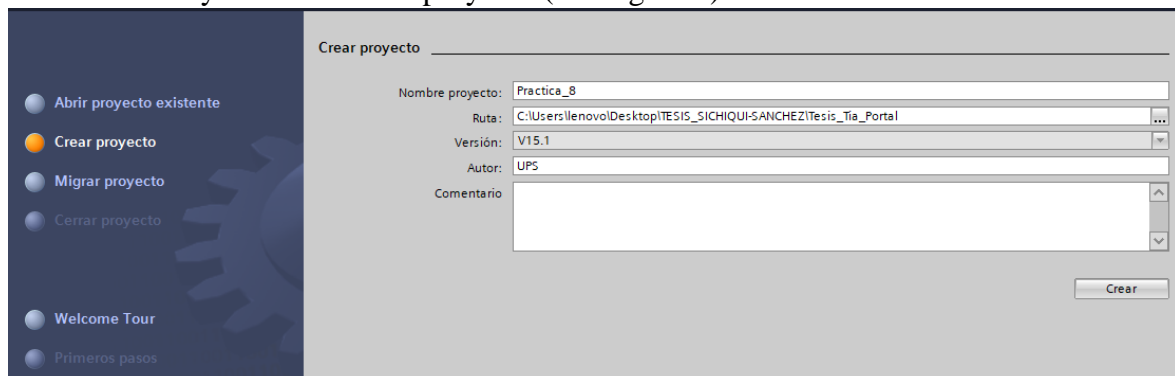 Crear proyecto
Abrir proyecto existente
Crear proyecto
Migrar proyecto
Cerrar proyecto
Welcome Tour
Primeros pasos
Nombre proyecto: Practica_8
Ruta: C:\Users\lenovo\Desktop\TESIS_SICHIQUI-SANCHEZ\Tesis_Tia_Portal ...
Versión: V15.1
Autor: UPS
Comentario
Crear